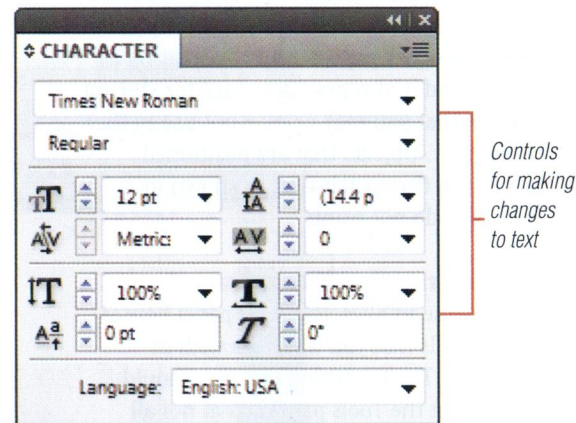 CHARACTER
Times New Roman
Regular
12 pt (14.4 p
Metrics 0
100% 100%
0 pt 0°
Language: English: USA
Controls
for making
changes
to text